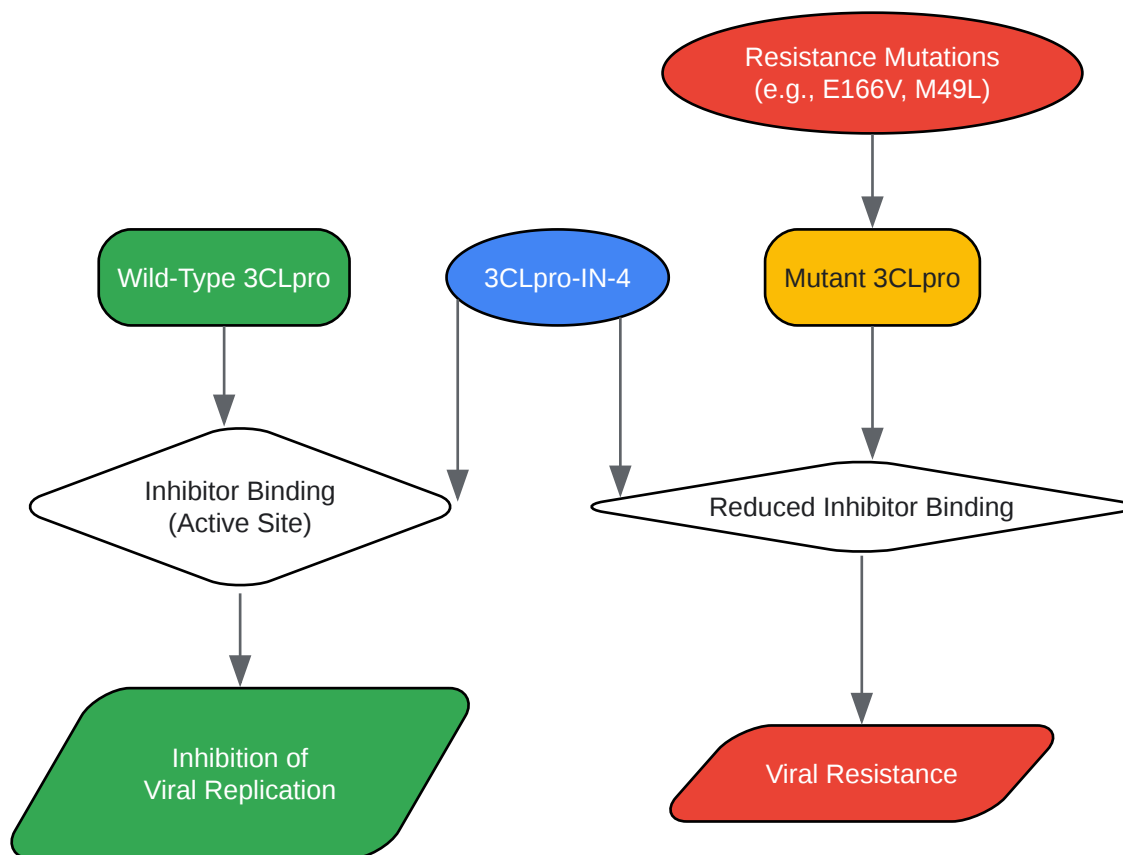 Resistance Mutations
(e.g., E166V, M49L)
Wild-Type 3CLpro
3CLpro-IN-4
Mutant 3CLpro
Inhibitor Binding
(Active Site)
Reduced Inhibitor Binding
Inhibition of
Viral Replication
Viral Resistance